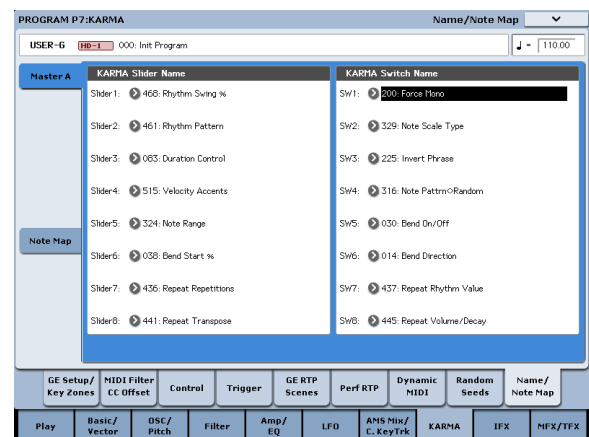 PROGRAM P7:KARMA Name/Note Map
USER-G HD-1 000: Init Program ♩ = 110.00
Master A
Note Map
KARMA Slider Name
Slider1: 468: Rhythm Swing %
Slider2: 461: Rhythm Pattern
Slider3: 083: Duration Control
Slider4: 515: Velocity Accents
Slider5: 324: Note Range
Slider6: 038: Bend Start %
Slider7: 436: Repeat Repetitions
Slider8: 441: Repeat Transpose
KARMA Switch Name
SW1: 200: Force Mono
SW2: 329: Note Scale Type
SW3: 225: Invert Phrase
SW4: 316: Note Pattrn◇Random
SW5: 030: Bend On/Off
SW6: 014: Bend Direction
SW7: 437: Repeat Rhythm Value
SW8: 445: Repeat Volume/Decay
GE Setup/ Key Zones
MIDI Filter CC Offset
Control
Trigger
GE RTP Scenes
Perf RTP
Dynamic MIDI
Random Seeds
Name/ Note Map
Play
Basic/ Vector
OSC/ Pitch
Filter
Amp/ EQ
LFO
AMS Mix/ C. KeyTrk
KARMA
IFX
MFX/TFX